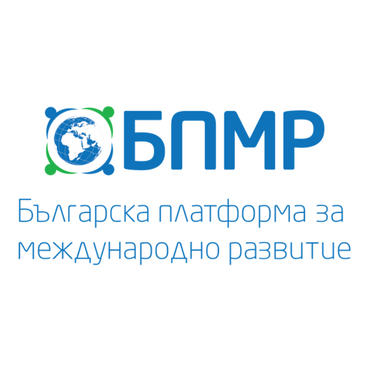 БПМР
Българска платформа за
международно развитие